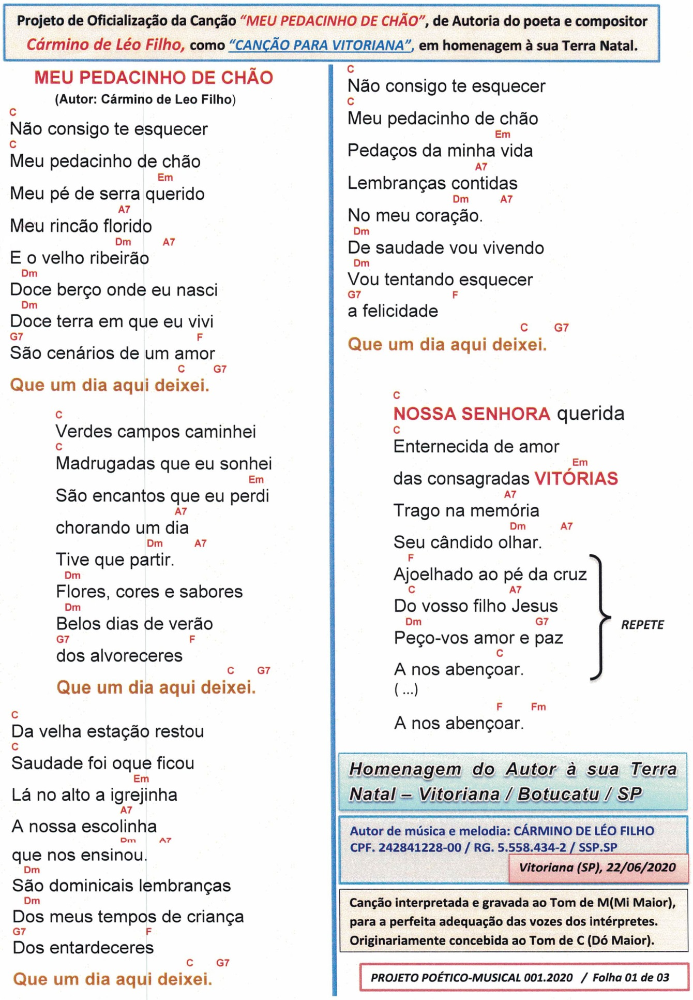 Projeto de Oficialização da Canção “MEU PEDACINHO DE CHÃO”, de Autoria do poeta e compositor
Cármino de Léo Filho, como “CANÇÃO PARA VITORIANA”, em homenagem à sua Terra Natal.
MEU PEDACINHO DE CHÃO
(Autor: Cármino de Leo Filho)
C
Não consigo te esquecer
C
Meu pedacinho de chão
Em
Meu pé de serra querido
A7
Meu rincão florido
Dm A7
E o velho ribeirão
Dm
Doce berço onde eu nasci
Dm
Doce terra em que eu vivi
G7 F
São cenários de um amor
C G7
Que um dia aqui deixei.
C
Verdes campos caminhei
C
Madrugadas que eu sonhei
Em
São encantos que eu perdi
A7
chorando um dia
Dm A7
Tive que partir.
Dm
Flores, cores e sabores
Dm
Belos dias de verão
G7 F
dos alvoreceres
C G7
Que um dia aqui deixei.
C
Da velha estação restou
C
Saudade foi oque ficou
Em
Lá no alto a igrejinha
A7
A nossa escolinha
Dm A7
que nos ensinou.
Dm
São dominicais lembranças
Dm
Dos meus tempos de criança
G7 F
Dos entardeceres
C G7
Que um dia aqui deixei.
C
Não consigo te esquecer
C
Meu pedacinho de chão
Em
Pedaços da minha vida
A7
Lembranças contidas
Dm A7
No meu coração.
Dm
De saudade vou vivendo
Dm
Vou tentando esquecer
G7 F
a felicidade
C G7
Que um dia aqui deixei.
C
NOSSA SENHORA querida
C
Enternecida de amor
Em
das consagradas VITÓRIAS
A7
Trago na memória
Dm A7
Seu cândido olhar.
F
Ajoelhado ao pé da cruz
C A7
Do vosso filho Jesus
Dm G7
Peço-vos amor e paz
REPETE
C
A nos abençoar.
( ...)
F Fm
A nos abençoar.
Homenagem do Autor à sua Terra
Natal – Vitoriana / Botucatu / SP
Autor de música e melodia: CÁRMINO DE LÉO FILHO
CPF. 242841228-00 / RG. 5.558.434-2 / SSP.SP
Vitoriana (SP), 22/06/2020
Canção interpretada e gravada ao Tom de M(Mi Maior),
para a perfeita adequação das vozes dos intérpretes.
Originariamente concebida ao Tom de C (Dó Maior).
PROJETO POÉTICO-MUSICAL 001.2020 / Folha 01 de 03